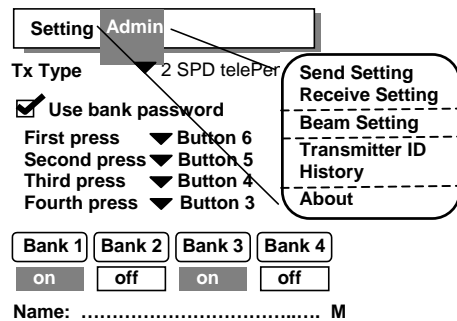 Setting Admin
Tx Type 2 SPD telePer
Send Setting
Receive Setting
Beam Setting
Transmitter ID
History
About
Use bank password
First press Button 6
Second press Button 5
Third press Button 4
Fourth press Button 3
Bank 1 Bank 2 Bank 3 Bank 4
on off on off
Name: ................................... M